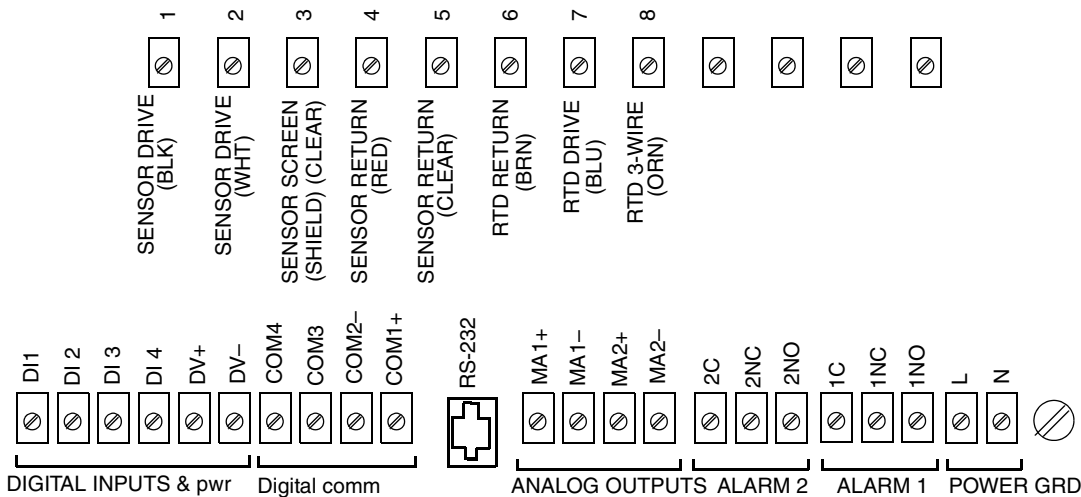 1
2
3
4
5
6
7
8
SENSOR DRIVE
(BLK)
SENSOR DRIVE
(WHT)
SENSOR SCREEN
(SHIELD) (CLEAR)
SENSOR RETURN
(RED)
SENSOR RETURN
(CLEAR)
RTD RETURN
(BRN)
RTD DRIVE
(BLU)
RTD 3-WIRE
(ORN)
DI1
DI 2
DI 3
DI 4
DV+
DV–
COM4
COM3
COM2–
COM1+
RS-232
MA1+
MA1–
MA2+
MA2–
2C
2NC
2NO
1C
1NC
1NO
L
N
DIGITAL INPUTS & pwr
Digital comm
ANALOG OUTPUTS
ALARM 2
ALARM 1
POWER GRD